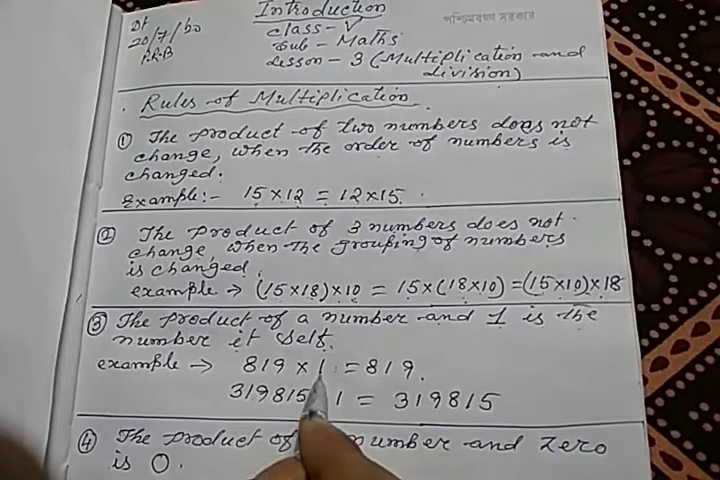 Introduction
Dt
20/7/20
P.R.B
class - V
Sub - Maths
Lesson - 3 (Multiplication and
division)
পশ্চিমবঙ্গ সরকার
Rules of Multiplication
① The product of two numbers does not
change, when the order of numbers is
changed.
Example:- 15 × 12 = 12 × 15.
② The product of 3 numbers does not
change, when the grouping of numbers
is changed.
example → (15 × 18) × 10 = 15 × (18 × 10) = (15 × 10) × 18
③ The product of a number and 1 is the
number it self.
example → 819 × 1 = 819.
319815 1 = 319815
④ The product of number and zero
is 0.